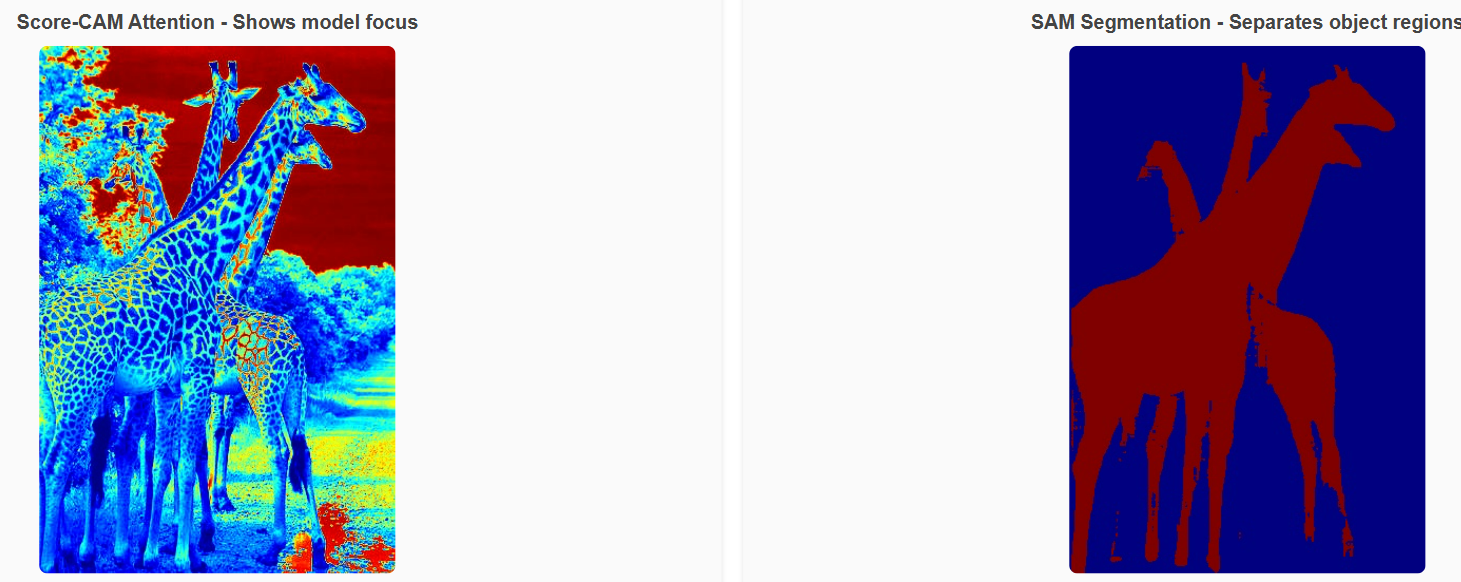 Score-CAM Attention - Shows model focus
SAM Segmentation - Separates object regions